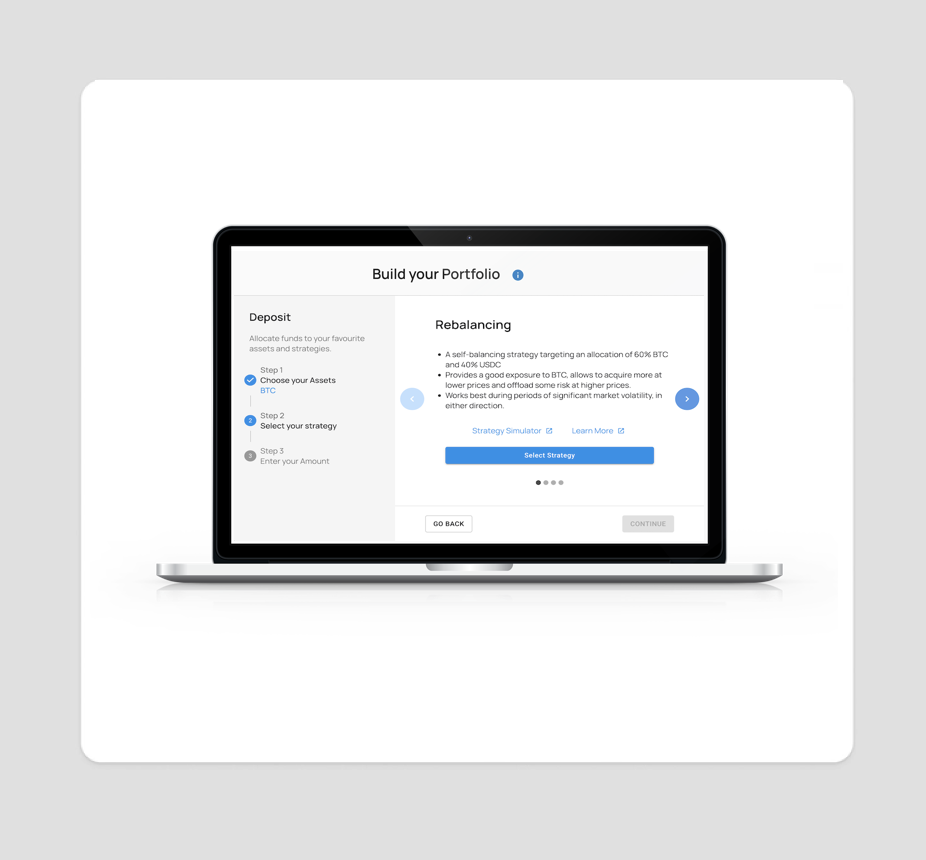 Build your Portfolio
Deposit
Allocate funds to your favourite
assets and strategies.
Step 1
Choose your Assets
BTC
2
Step 2
Select your strategy
3
Step 3
Enter your Amount
Rebalancing
• A self-balancing strategy targeting an allocation of 60% BTC
and 40% USDC
• Provides a good exposure to BTC, allows to acquire more at
lower prices and offload some risk at higher prices.
• Works best during periods of significant market volatility, in
either direction.
Strategy Simulator
Learn More
Select Strategy
GO BACK
CONTINUE